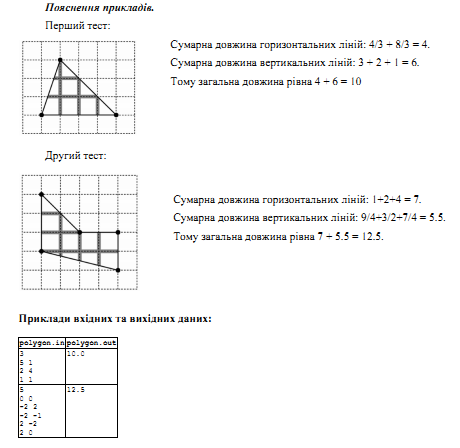 Пояснення прикладів.
Перший тест:
Сумарна довжина горизонтальних ліній: 4/3 + 8/3 = 4.
Сумарна довжина вертикальних ліній: 3 + 2 + 1 = 6.
Тому загальна довжина рівна 4 + 6 = 10
Другий тест:
Сумарна довжина горизонтальних ліній: 1+2+4 = 7.
Сумарна довжина вертикальних ліній: 9/4+3/2+7/4 = 5.5.
Тому загальна довжина рівна 7 + 5.5 = 12.5.
Приклади вхідних та вихідних даних:
polygon.in polygon.out
3 10.0
5 1
2 4
1 1
5 12.5
0 0
-2 2
-2 -1
2 -2
2 0